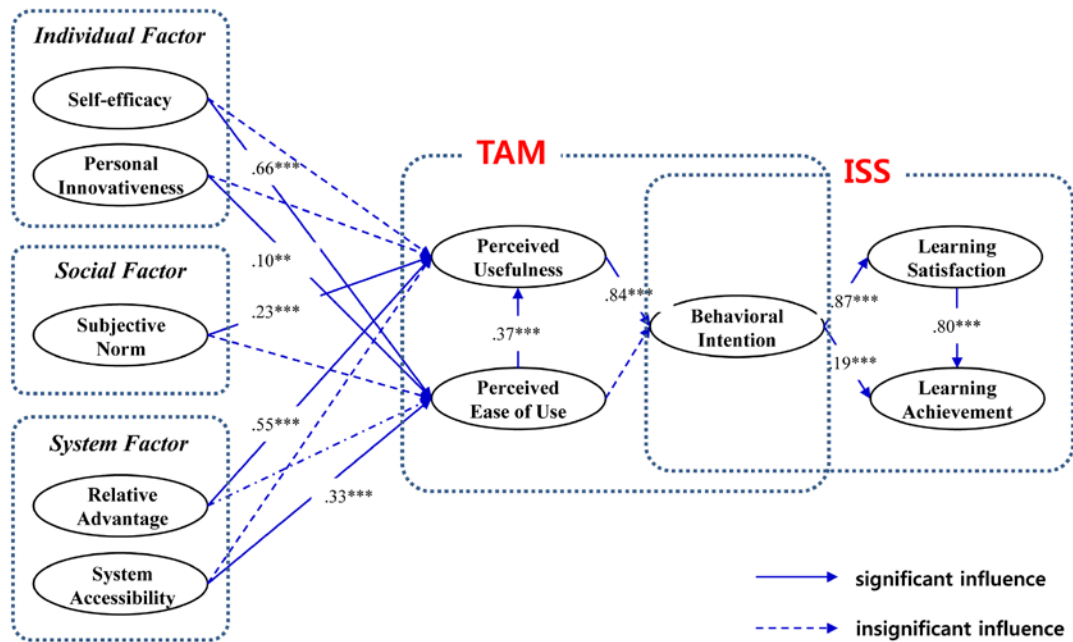 Individual Factor
Self-efficacy
Personal
Innovativeness
Social Factor
Subjective
Norm
System Factor
Relative
Advantage
System
Accessibility
.66***
.10**
.23***
.55***
.33***
TAM
Perceived
Usefulness
.37***
Perceived
Ease of Use
.84***
ISS
Behavioral
Intention
.87***
19***
Learning
Satisfaction
.80***
Learning
Achievement
significant influence
insignificant influence